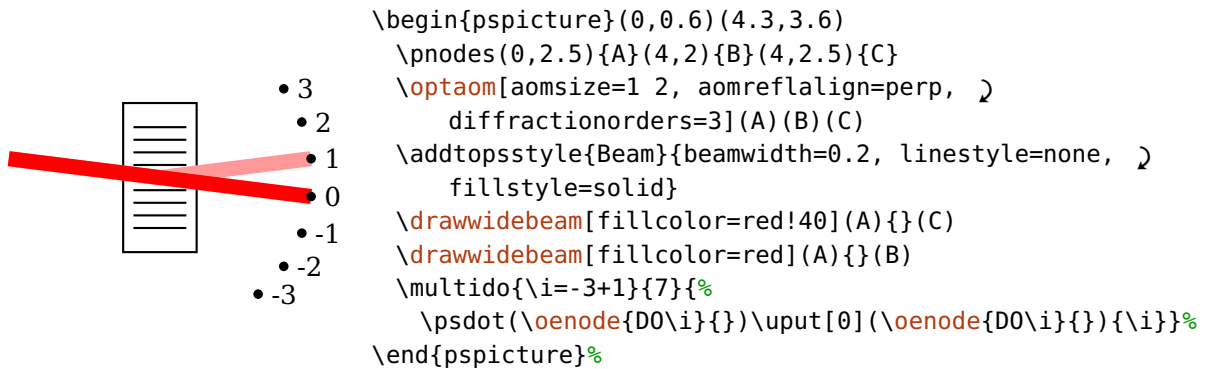 3
2
1
0
-1
-2
-3
\begin{pspicture}(0,0.6)(4.3,3.6)
\pnodes(0,2.5){A}(4,2){B}(4,2.5){C}
\optaom[aomsize=1 2, aomreflalign=perp,
diffractionorders=3](A)(B)(C)
\addtopsstyle{Beam}{beamwidth=0.2, linestyle=none,
fillstyle=solid}
\drawwidebeam[fillcolor=red!40](A){}(C)
\drawwidebeam[fillcolor=red](A){}(B)
\multido{\i=-3+1}{7}{%
\psdot(\oenode{DO\i}{})\uput[0](\oenode{DO\i}{}){\i}}%
\end{pspicture}%